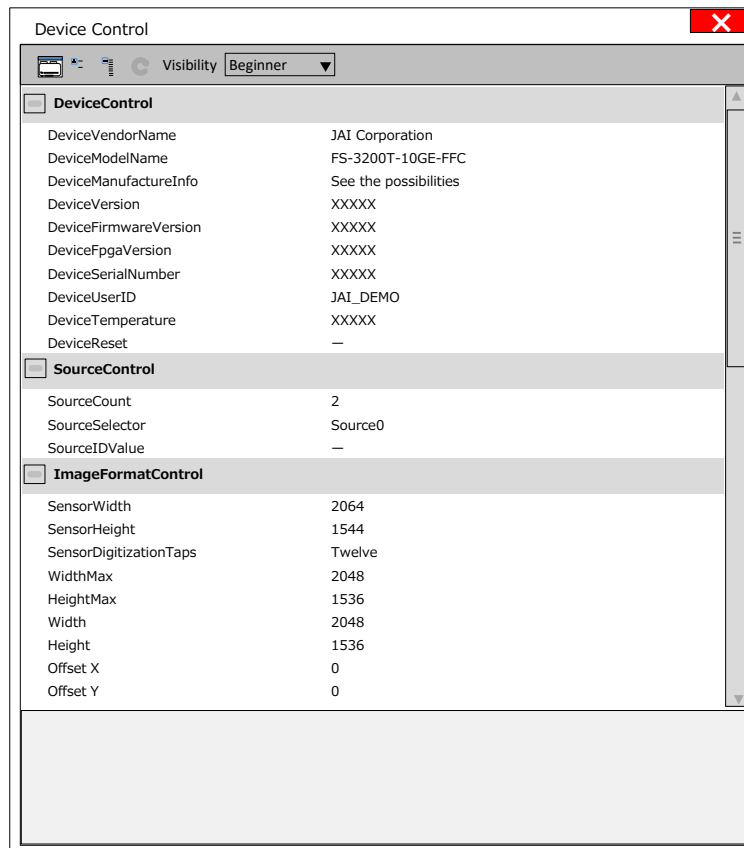 Device Control
Visibility Beginner
DeviceControl
DeviceVendorName JAI Corporation
DeviceModelName FS-3200T-10GE-FFC
DeviceManufactureInfo See the possibilities
DeviceVersion XXXXX
DeviceFirmwareVersion XXXXX
DeviceFpgaVersion XXXXX
DeviceSerialNumber XXXXX
DeviceUserID JAI_DEMO
DeviceTemperature XXXXX
DeviceReset —
SourceControl
SourceCount 2
SourceSelector Source0
SourceIDValue —
ImageFormatControl
SensorWidth 2064
SensorHeight 1544
SensorDigitizationTaps Twelve
WidthMax 2048
HeightMax 1536
Width 2048
Height 1536
Offset X 0
Offset Y 0